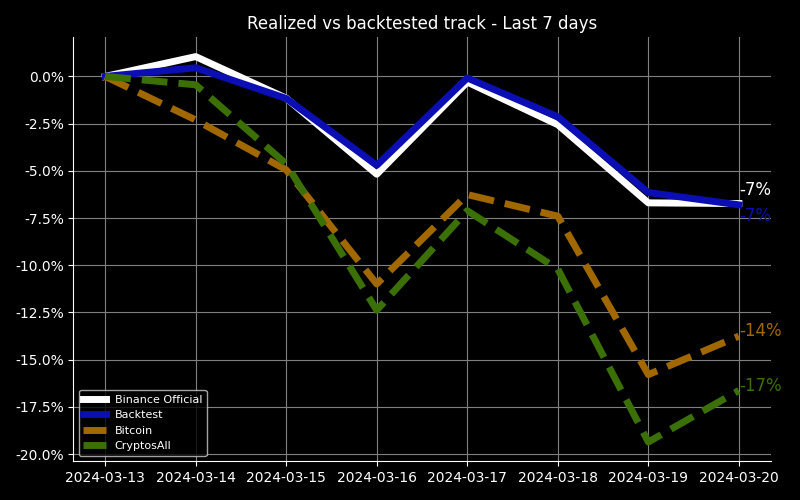 Realized vs backtested track - Last 7 days
0.0%
-2.5%
-5.0%
-7.5%
-10.0%
-12.5%
-15.0%
-17.5%
-20.0%
-7%
-7%
-14%
-17%
Binance Official
Backtest
Bitcoin
CryptosAll
2024-03-13 2024-03-14 2024-03-15 2024-03-16 2024-03-17 2024-03-18 2024-03-19 2024-03-20